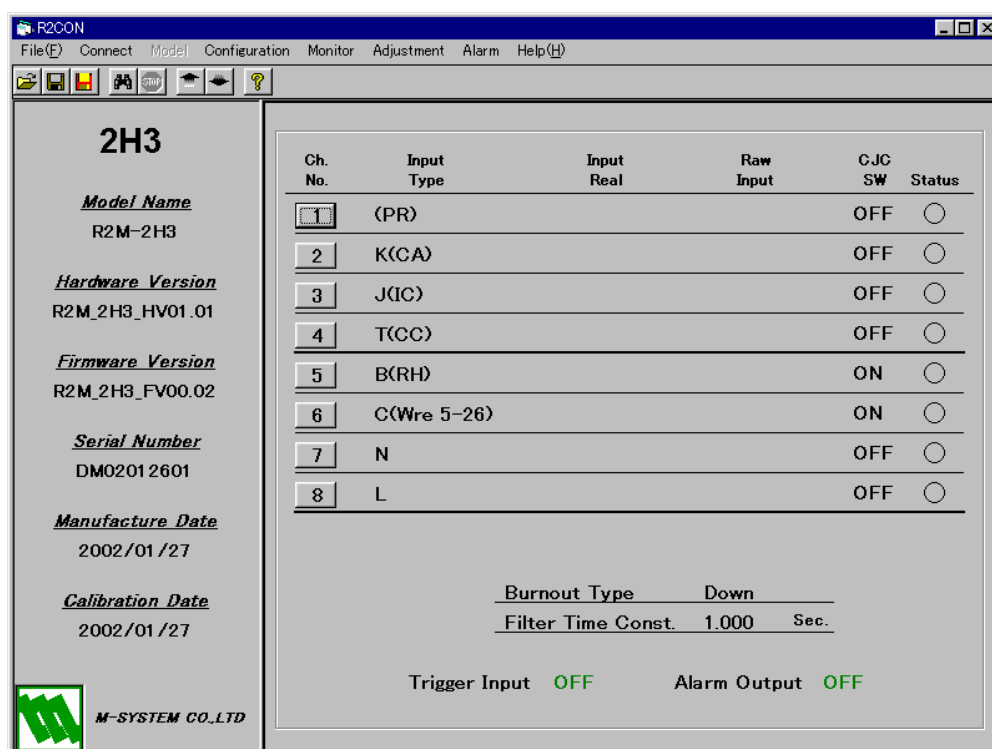 R2CON
File(F) Connect Model Configuration Monitor Adjustment Alarm Help(H)
STOP ?
2H3
Model Name
R2M-2H3
Hardware Version
R2M_2H3_HV01.01
Firmware Version
R2M_2H3_FV00.02
Serial Number
DM02012601
Manufacture Date
2002/01/27
Calibration Date
2002/01/27
M-SYSTEM CO.,LTD
Ch. Input Input Raw CJC
No. Type Real Input SW Status
1 (PR) OFF
2 K(CA) OFF
3 J(IC) OFF
4 T(CC) OFF
5 B(RH) ON
6 C(Wre 5-26) ON
7 N OFF
8 L OFF
Burnout Type Down
Filter Time Const. 1.000 Sec.
Trigger Input OFF Alarm Output OFF